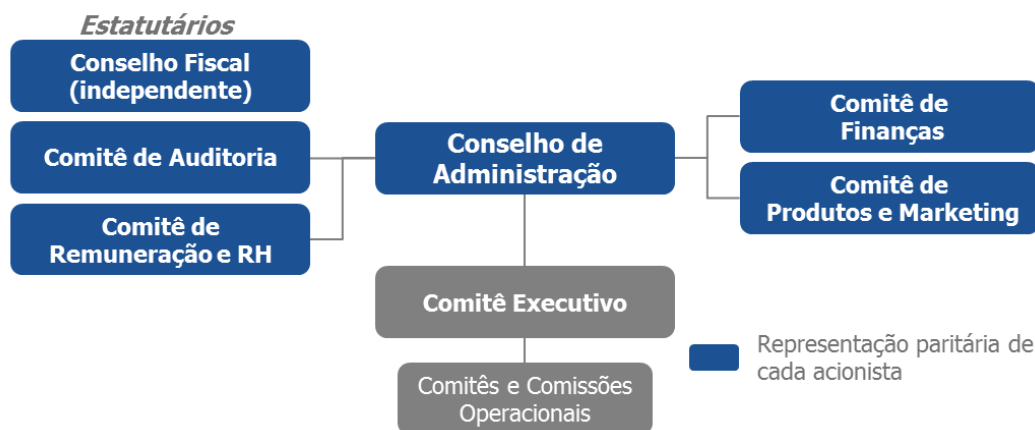 Estatutários
Conselho Fiscal
(independente)
Comitê de Auditoria
Comitê de
Remuneração e RH
Conselho de
Administração
Comitê de
Finanças
Comitê de
Produtos e Marketing
Comitê Executivo
Comitês e Comissões
Operacionais
Representação paritária de
cada acionista